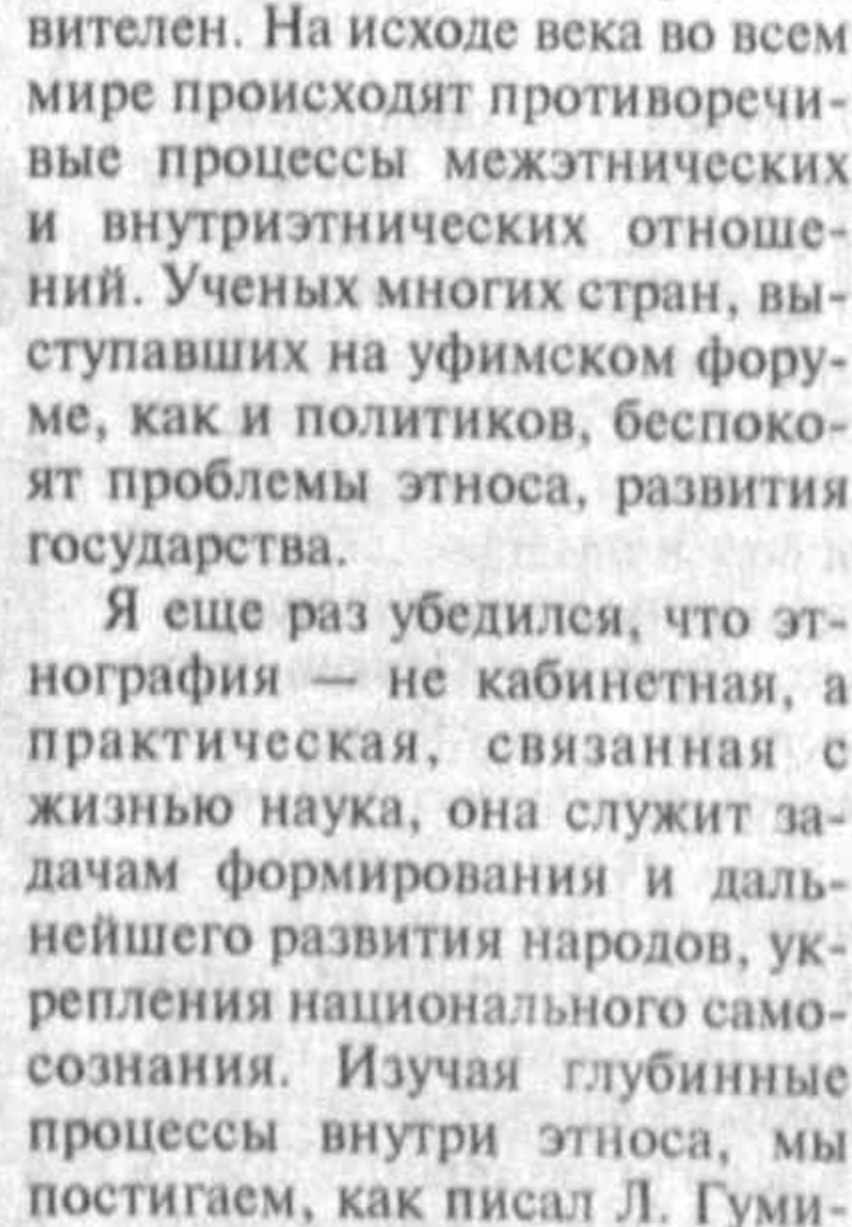 вителен. На исходе века во всем
мире происходят противоречи-
вые процессы межэтнических
и внутриэтнических отноше-
ний. Ученых многих стран, вы-
ступавших на уфимском фору-
ме, как и политиков, беспоко-
ят проблемы этноса, развития
государства.
Я еще раз убедился, что эт-
нография — не кабинетная, а
практическая, связанная с
жизнью наука, она служит за-
дачам формирования и даль-
нейшего развития народов, ук-
репления национального само-
сознания. Изучая глубинные
процессы внутри этноса, мы
постигаем, как писал Л. Гуми-